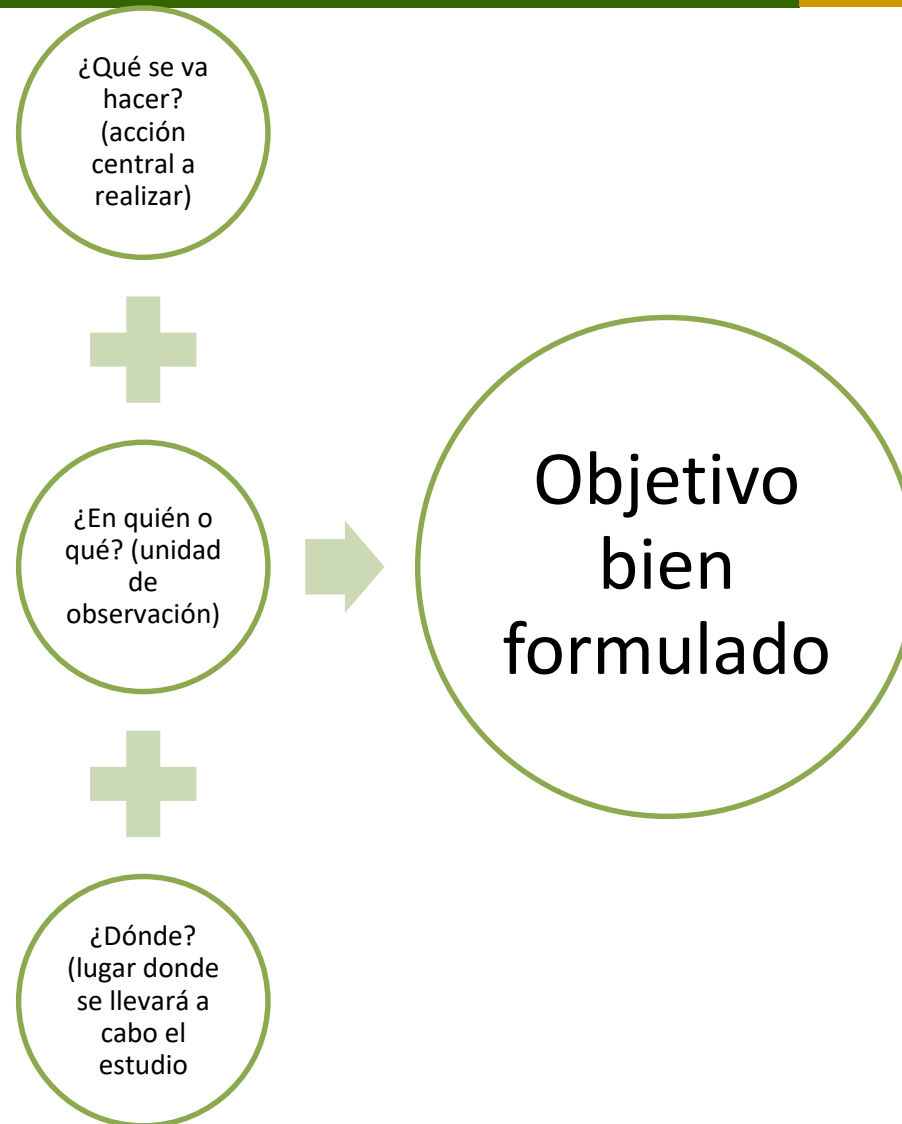 ¿Qué se va
hacer?
(acción
central a
realizar)
¿En quién o
qué? (unidad
de
observación)
¿Dónde?
(lugar donde
se llevará a
cabo el
estudio
Objetivo
bien
formulado